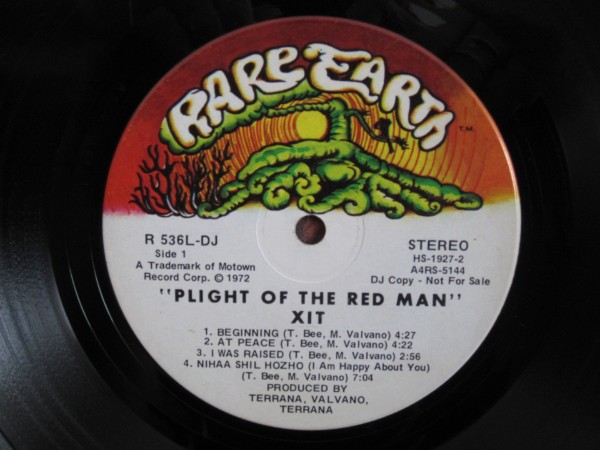 RARE EARTH
T.M.
R 536L-DJ
Side 1
A Trademark of Motown
Record Corp. © 1972
STEREO
HS-1927-2
A4RS-5144
DJ Copy - Not For Sale
"PLIGHT OF THE RED MAN"
XIT
1. BEGINNING (T. Bee, M. Valvano) 4:27
2. AT PEACE (T. Bee, M. Valvano) 4:22
3. I WAS RAISED (T. Bee, M. Valvano) 2:56
4. NIHAA SHIL HOZHO (I Am Happy About You)
(T. Bee, M. Valvano) 7:04
PRODUCED BY
TERRANA, VALVANO,
TERRANA